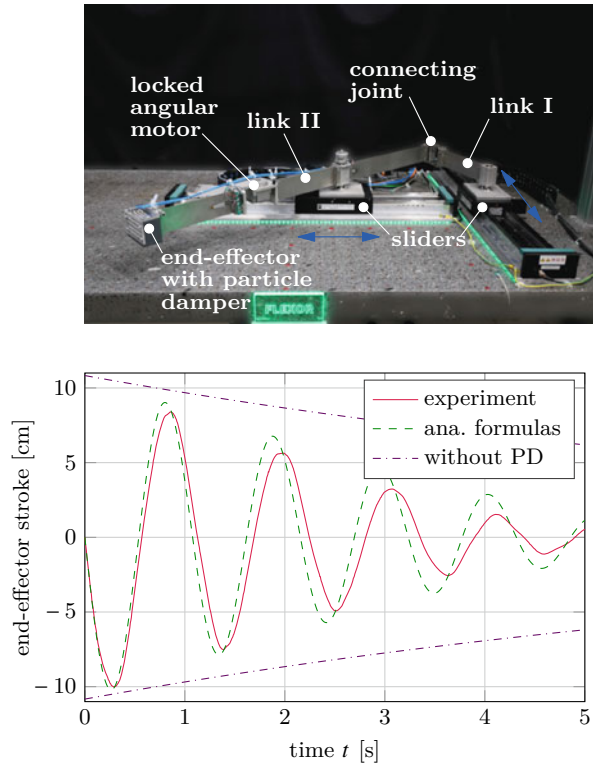 connecting
joint
locked
angular
motor
link I
link II
sliders
end-effector
with particle
damper
FLEXOR
10
5
0
−5
−10
end-effector stroke [cm]
experiment
ana. formulas
without PD
0
1
2
3
4
5
time t [s]